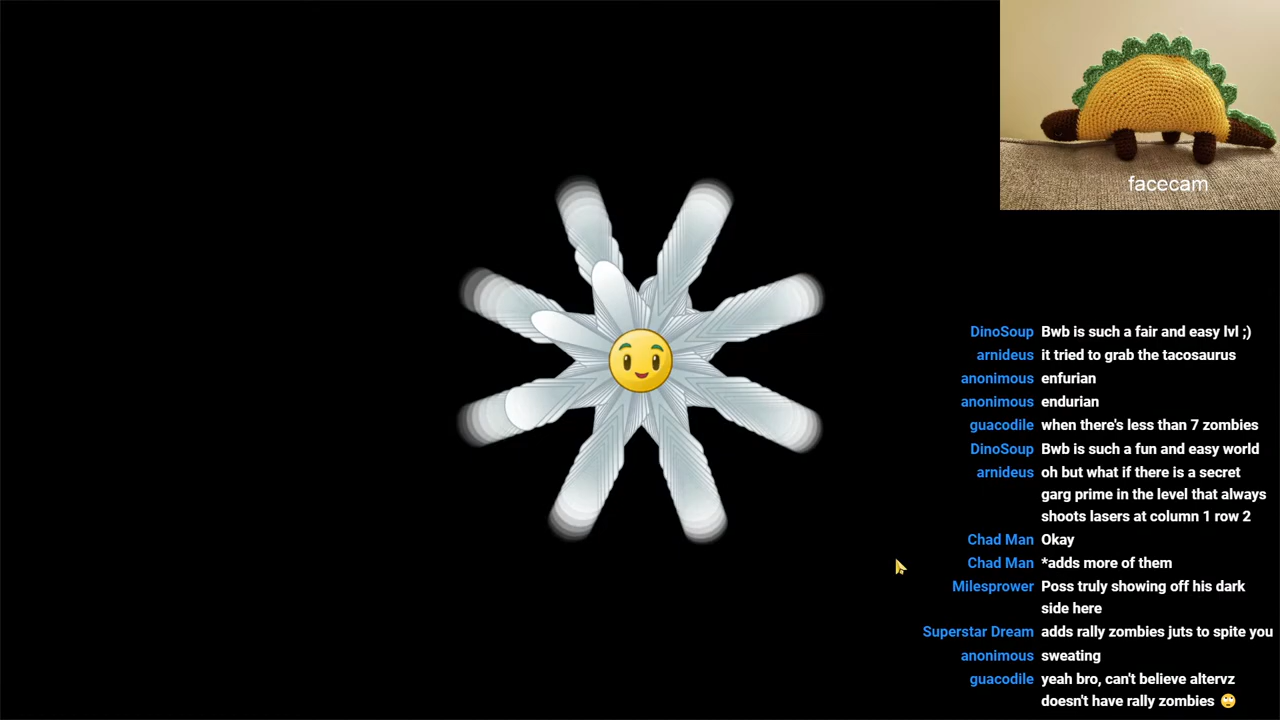 facecam
DinoSoup Bwb is such a fair and easy lvl ;)
arnideus it tried to grab the tacosaurus
anonimous enfurian
anonimous endurian
guacodile when there's less than 7 zombies
DinoSoup Bwb is such a fun and easy world
arnideus oh but what if there is a secret
garg prime in the level that always
shoots lasers at column 1 row 2
Chad Man Okay
Chad Man *adds more of them
Milesprower Poss truly showing off his dark
side here
Superstar Dream adds rally zombies juts to spite you
anonimous sweating
guacodile yeah bro, can't believe altervz
doesn't have rally zombies 🙄